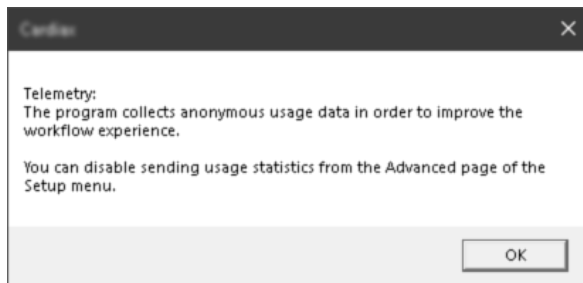 Telemetry:
The program collects anonymous usage data in order to improve the
workflow experience.
You can disable sending usage statistics from the Advanced page of the
Setup menu.
OK